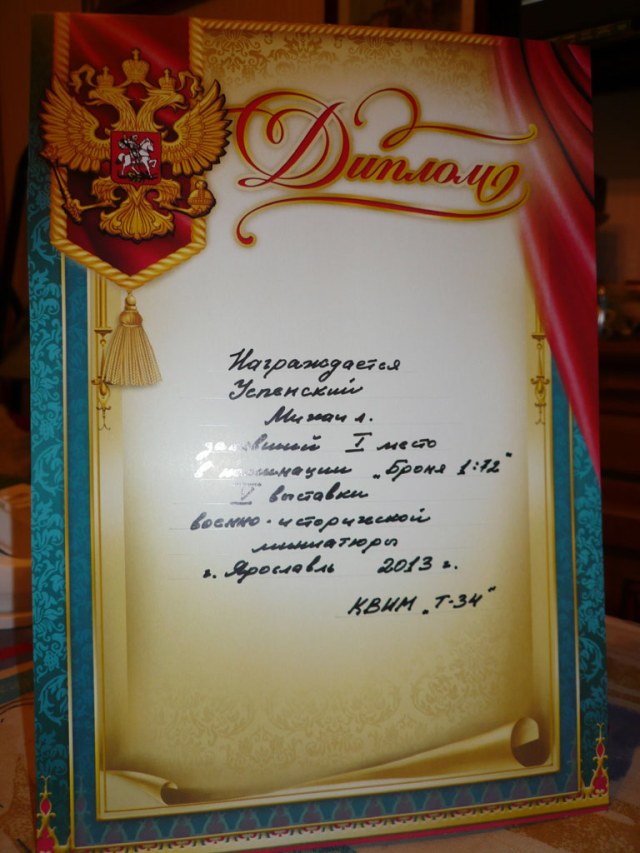 Диплом
Награждается
Успенский
Михаил.
занявший I место
в номинации „Броня 1:72"
V выставки
военно-исторической
миниатюры
г. Ярославль 2013 г.
КВИМ „Т-34"